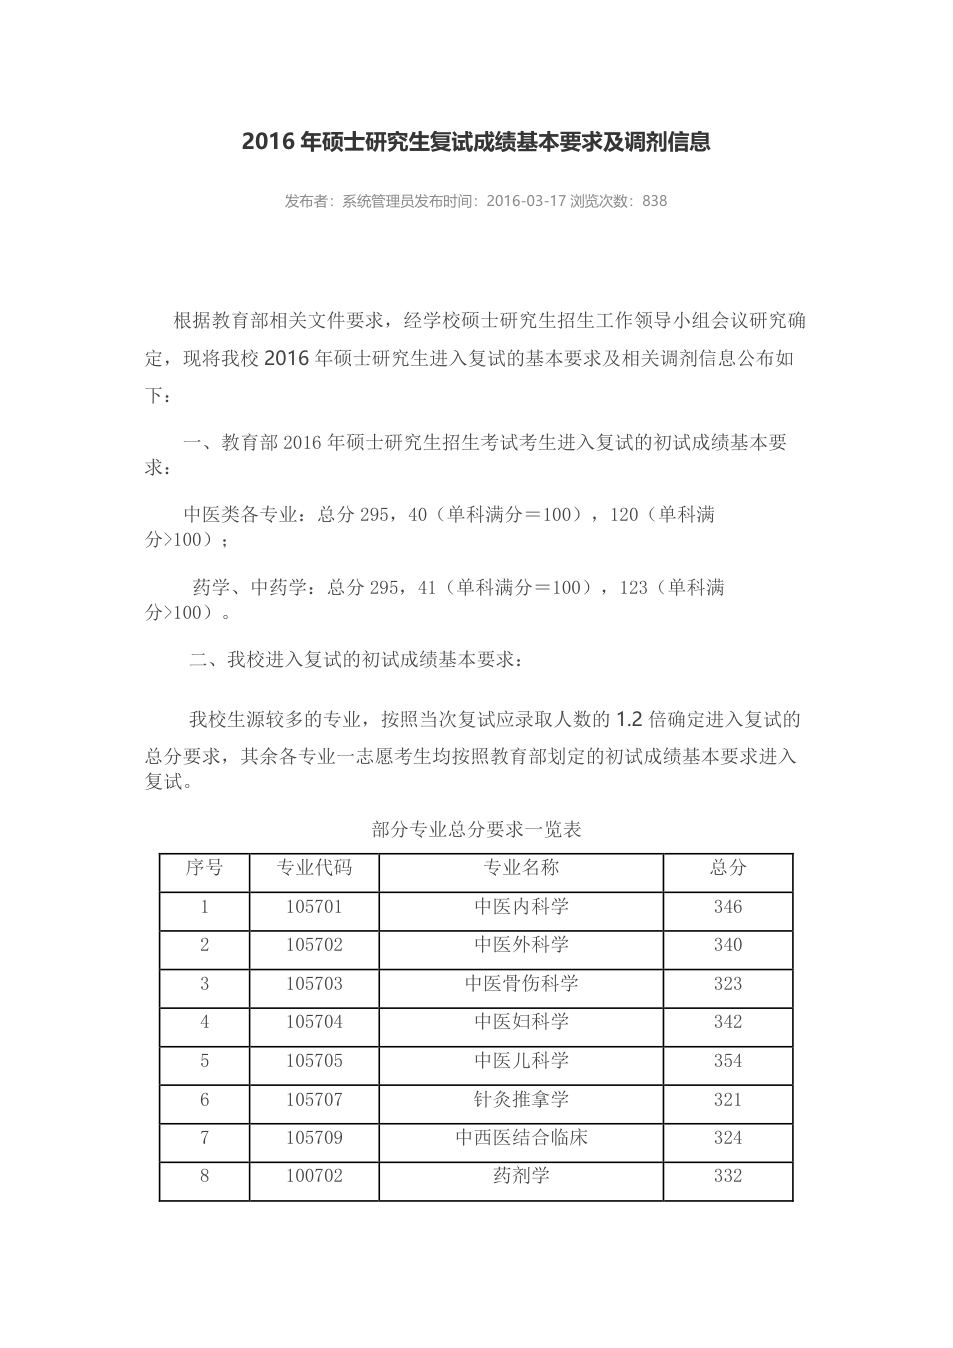 2016 年硕士研究生复试成绩基本要求及调剂信息
发布者：系统管理员发布时间：2016-03-17 浏览次数：838
根据教育部相关文件要求，经学校硕士研究生招生工作领导小组会议研究确
定，现将我校 2016 年硕士研究生进入复试的基本要求及相关调剂信息公布如
下：
一、教育部 2016 年硕士研究生招生考试考生进入复试的初试成绩基本要
求：
中医类各专业：总分 295，40（单科满分＝100），120（单科满
分>100）；
药学、中药学：总分 295，41（单科满分＝100），123（单科满
分>100）。
二、我校进入复试的初试成绩基本要求：
我校生源较多的专业，按照当次复试应录取人数的 1.2 倍确定进入复试的
总分要求，其余各专业一志愿考生均按照教育部划定的初试成绩基本要求进入
复试。
部分专业总分要求一览表
序号 专业代码 专业名称 总分
1 105701 中医内科学 346
2 105702 中医外科学 340
3 105703 中医骨伤科学 323
4 105704 中医妇科学 342
5 105705 中医儿科学 354
6 105707 针灸推拿学 321
7 105709 中西医结合临床 324
8 100702 药剂学 332